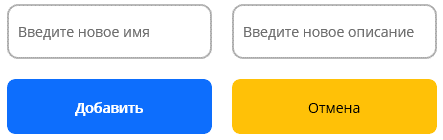 Введите новое имя
Введите новое описание
Добавить
Отмена